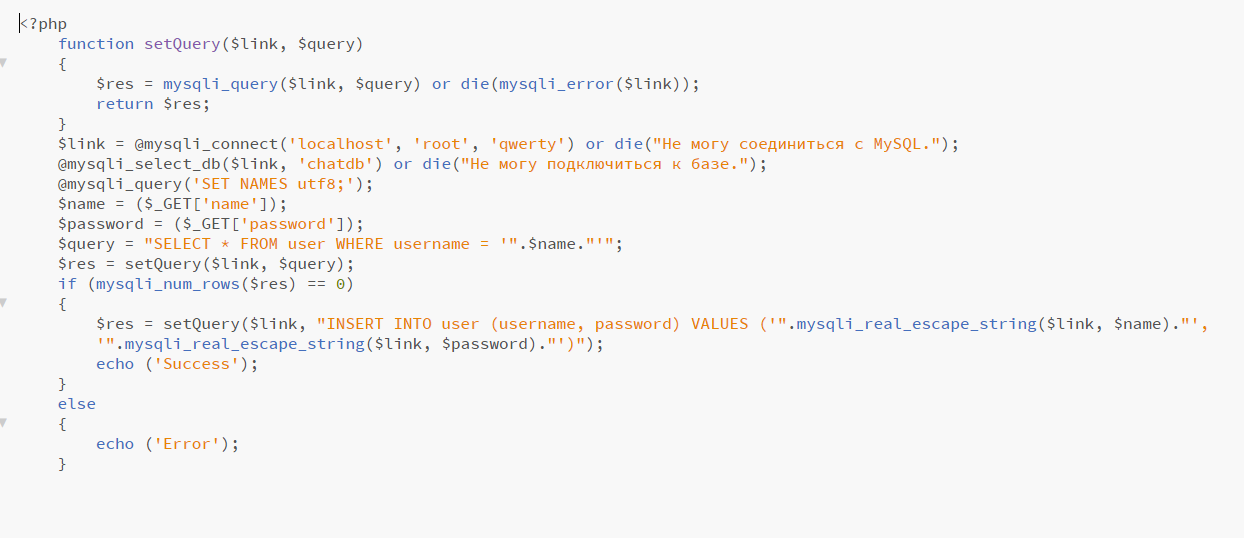 <?php
function setQuery($link, $query)
{
$res = mysqli_query($link, $query) or die(mysqli_error($link));
return $res;
}
$link = @mysqli_connect('localhost', 'root', 'qwerty') or die("Не могу соединиться с MySQL.");
@mysqli_select_db($link, 'chatdb') or die("Не могу подключиться к базе.");
@mysqli_query('SET NAMES utf8;');
$name = ($_GET['name']);
$password = ($_GET['password']);
$query = "SELECT * FROM user WHERE username = '".$name."'";
$res = setQuery($link, $query);
if (mysqli_num_rows($res) == 0)
{
$res = setQuery($link, "INSERT INTO user (username, password) VALUES ('".mysqli_real_escape_string($link, $name)."',
'".mysqli_real_escape_string($link, $password)."')");
echo ('Success');
}
else
{
echo ('Error');
}